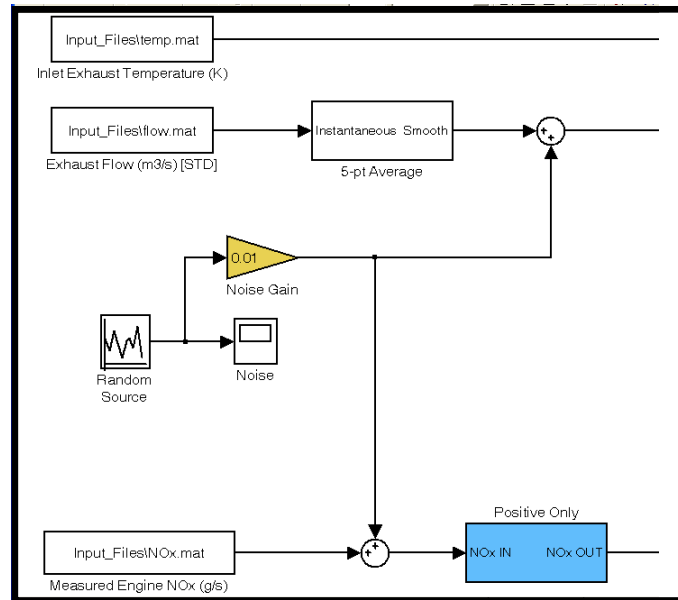 Input_Files\temp.mat
Inlet Exhaust Temperature (K)
Input_Files\flow.mat
Instantaneous Smooth
Exhaust Flow (m3/s) [STD]
5-pt Average
0.01
Noise Gain
Random
Source
Noise
Positive Only
Input_Files\NOx.mat
NOx IN NOx OUT
Measured Engine NOx (g/s)